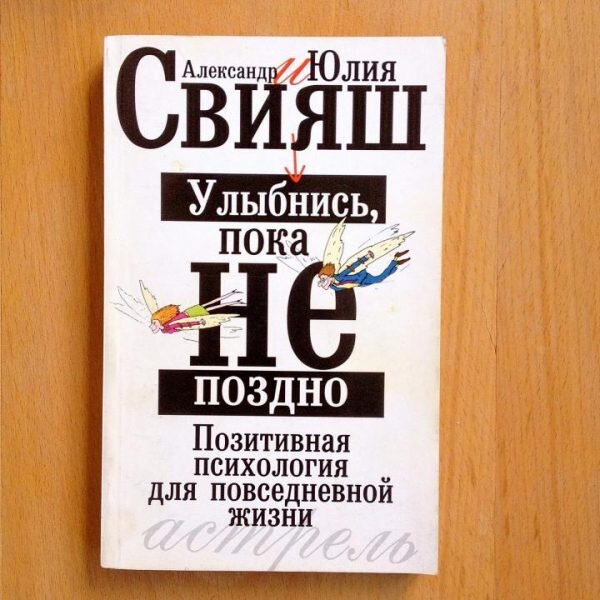 Александр и Юлия
СВИЯШ
Улыбнись,
пока
не
поздно
Позитивная
психология
для повседневной
жизни
астрель